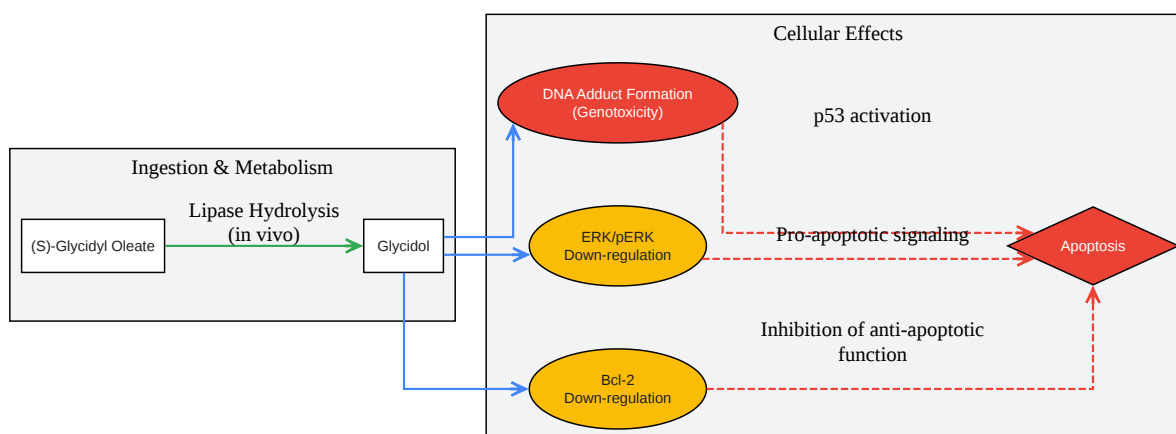 Cellular Effects
DNA Adduct Formation
(Genotoxicity)
p53 activation
Ingestion & Metabolism
Lipase Hydrolysis
(in vivo)
(S)-Glycidyl Oleate
Glycidol
ERK/pERK
Down-regulation
Pro-apoptotic signaling
Apoptosis
Inhibition of anti-apoptotic
function
Bcl-2
Down-regulation